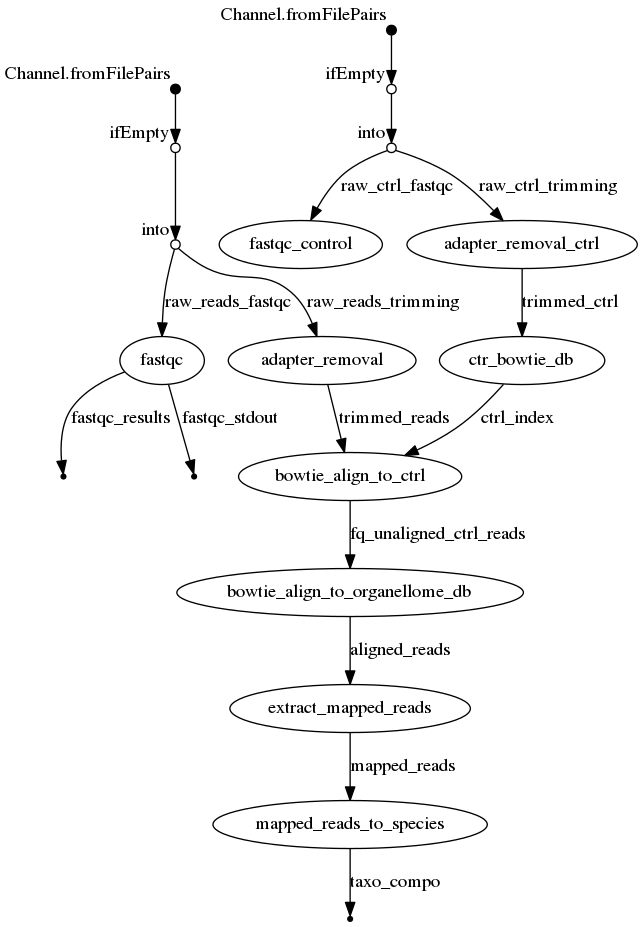 Channel.fromFilePairs
Channel.fromFilePairs
ifEmpty
ifEmpty
into
raw_ctrl_fastqc
raw_ctrl_trimming
into
fastqc_control
adapter_removal_ctrl
raw_reads_fastqc
raw_reads_trimming
trimmed_ctrl
fastqc
adapter_removal
ctr_bowtie_db
fastqc_results
fastqc_stdout
trimmed_reads
ctrl_index
bowtie_align_to_ctrl
fq_unaligned_ctrl_reads
bowtie_align_to_organellome_db
aligned_reads
extract_mapped_reads
mapped_reads
mapped_reads_to_species
taxo_compo